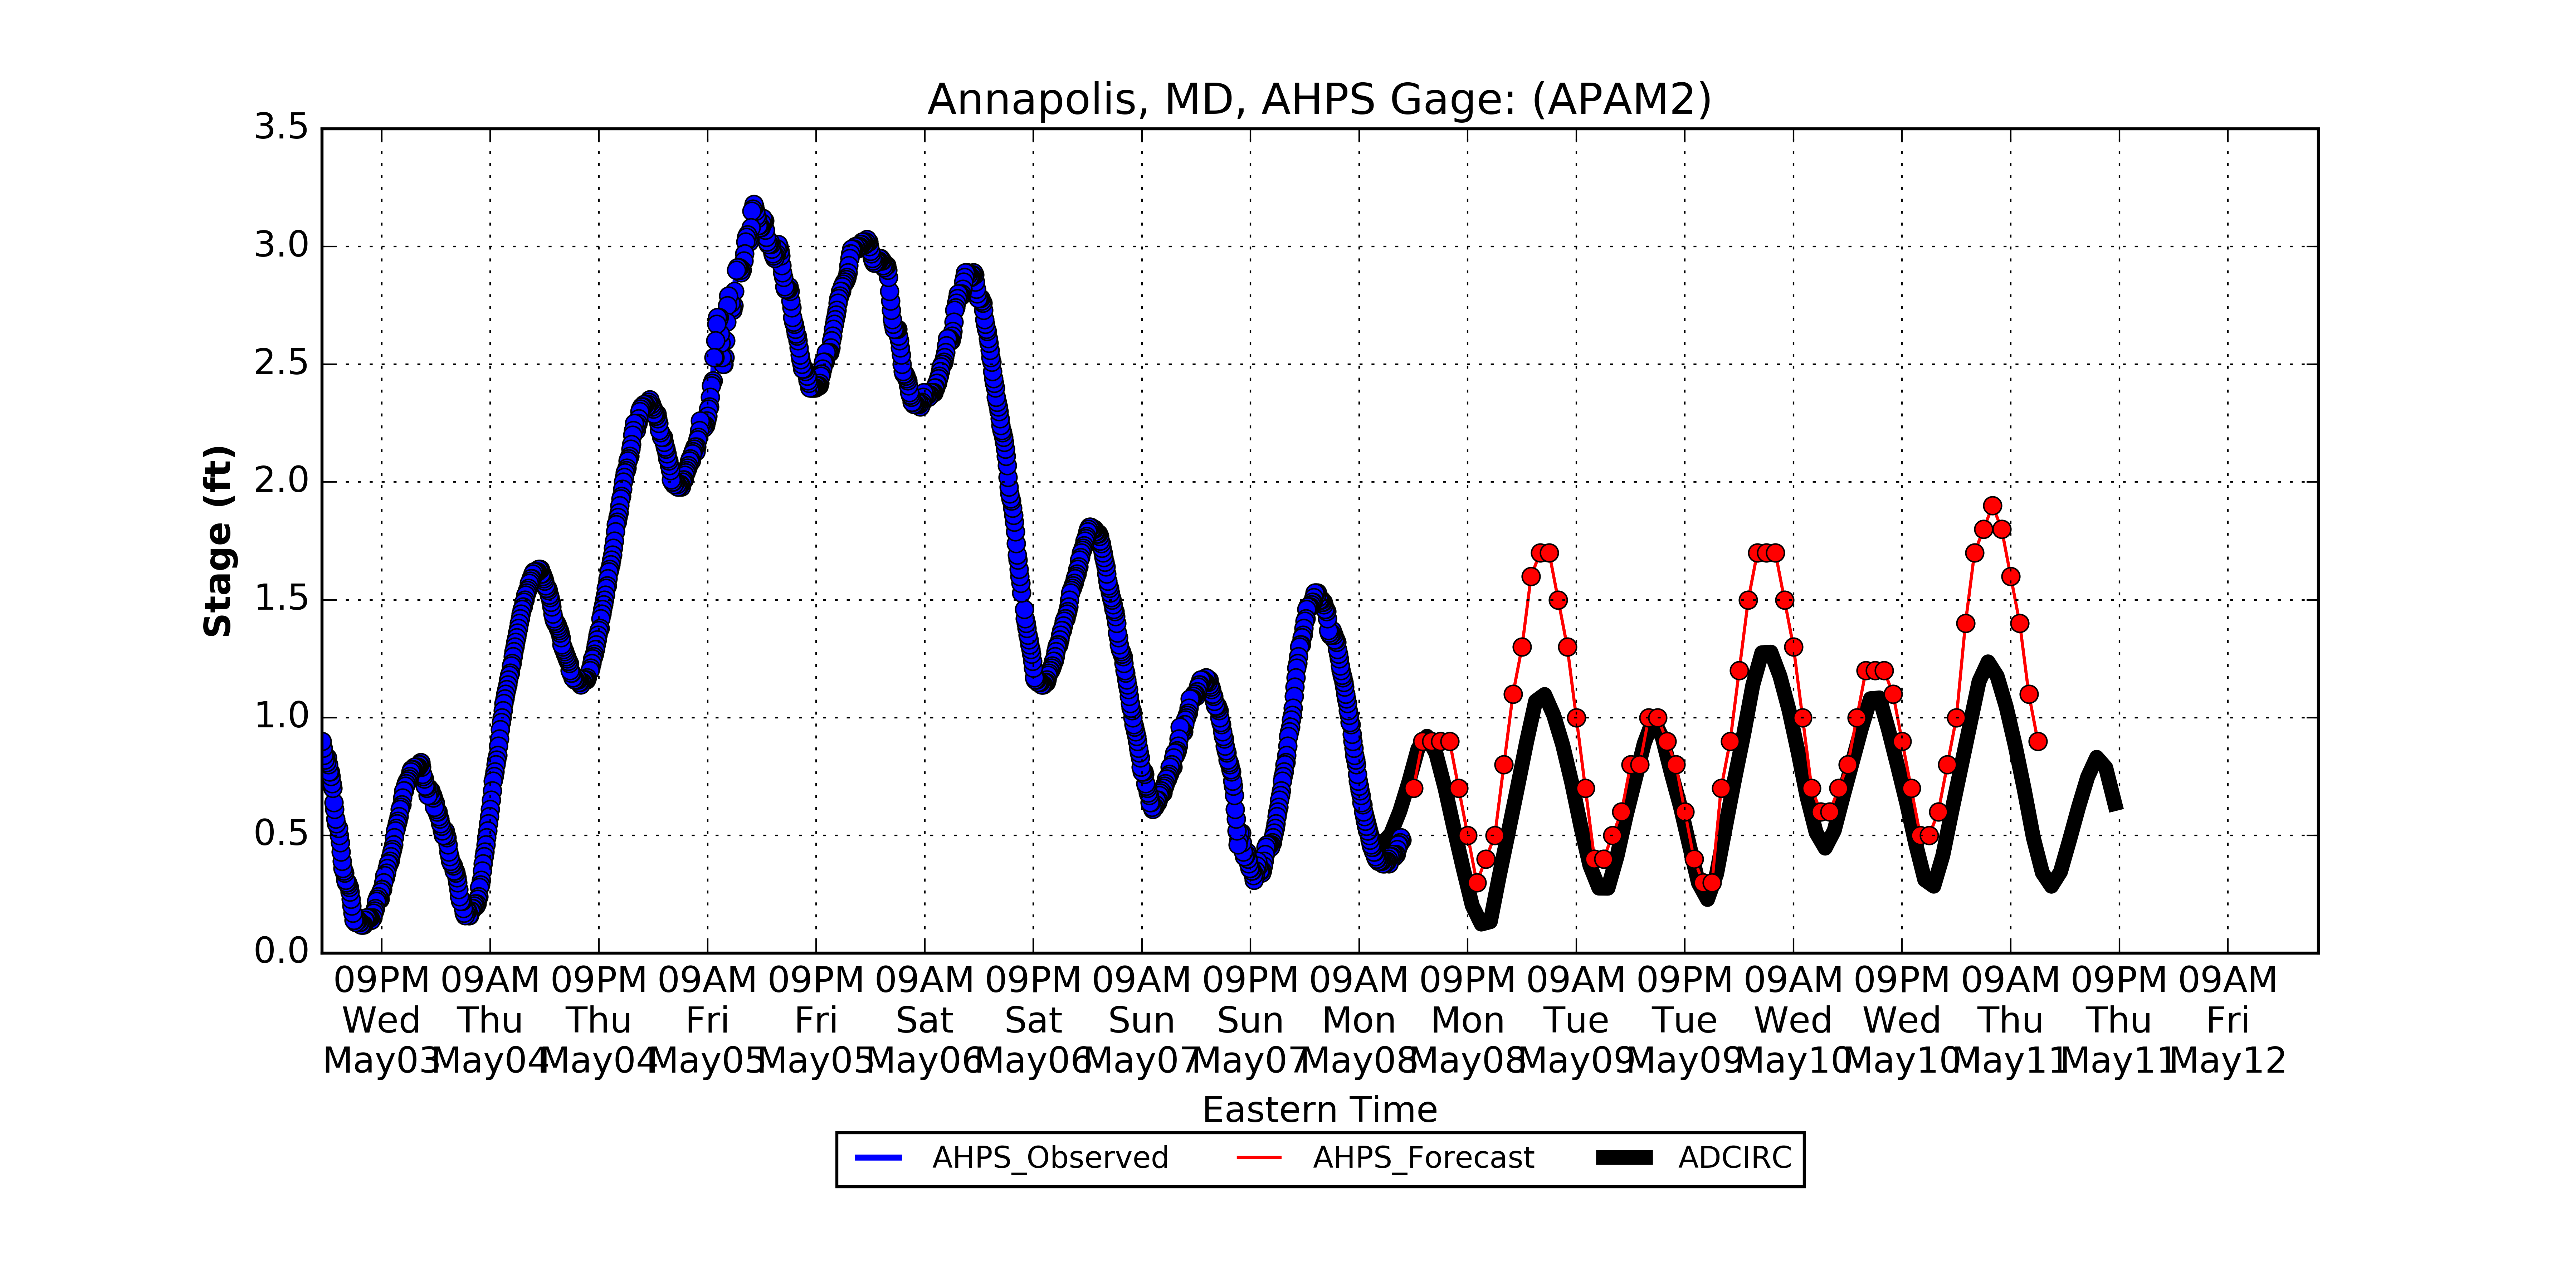 Annapolis, MD, AHPS Gage: (APAM2)
Stage (ft)
3.5
3.0
2.5
2.0
1.5
1.0
0.5
0.0
09PM 09AM 09PM 09AM 09PM 09AM 09PM 09AM 09PM 09AM 09PM 09AM 09PM 09AM 09PM 09AM 09PM 09AM
Wed Thu Thu Fri Fri Sat Sat Sun Sun Mon Mon Tue Tue Wed Wed Thu Thu Fri
May03 May04 May04 May05 May05 May06 May06 May07 May07 May08 May08 May09 May09 May10 May10 May11 May11 May12
Eastern Time
AHPS_Observed AHPS_Forecast ADCIRC